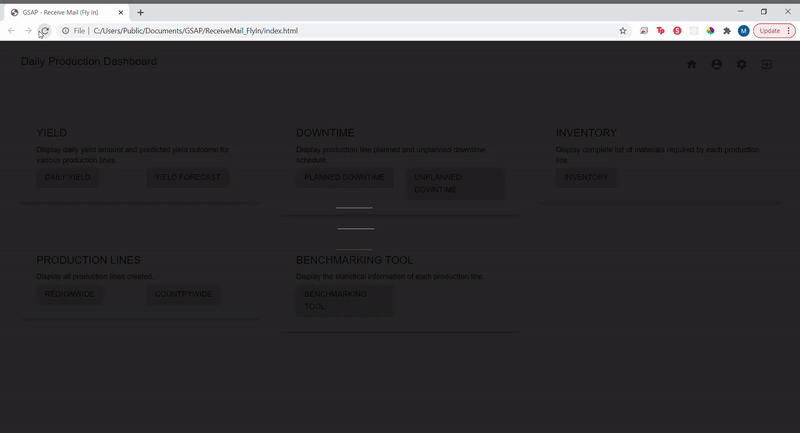 GSAP - Receive Mail (Fly In)
File
C:/Users/Public/Documents/GSAP/ReceiveMail_FlyIn/index.html
Tp
S
M
Update
Daily Production Dashboard
YIELD
Display daily yield amount and predicted yield outcome for
various production lines.
DAILY YIELD
YIELD FORECAST
DOWNTIME
Display production line planned and unplanned downtime
schedule.
PLANNED DOWNTIME
UNPLANNED
DOWNTIME
INVENTORY
Display complete list of materials required by each production
line.
INVENTORY
PRODUCTION LINES
Display all production lines created.
REGIONWIDE
COUNTRYWIDE
BENCHMARKING TOOL
Display the statistical information of each production line.
BENCHMARKING
TOOL